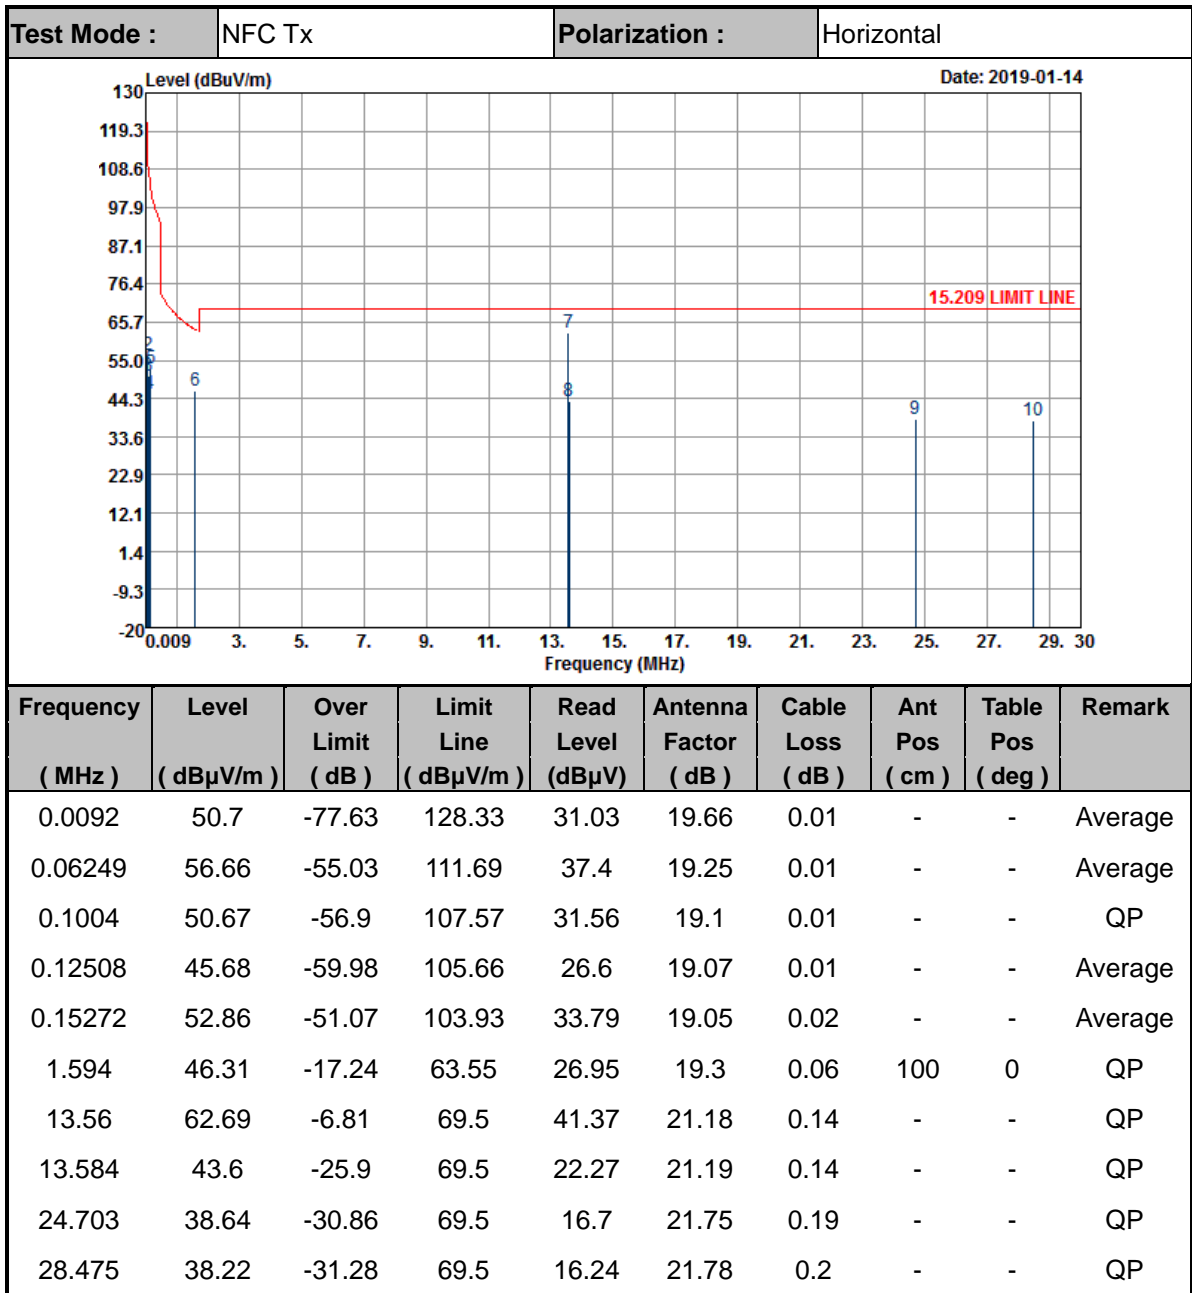 Test Mode : NFC Tx Polarization : Horizontal
Level (dBuV/m) Date: 2019-01-14
130
119.3
108.6
97.9
87.1
76.4
15.209 LIMIT LINE
65.7
7
2
5
55.0
6
44.3
8
9 10
33.6
22.9
12.1
1.4
-9.3
-20
0.009 3. 5. 7. 9. 11. 13. 15. 17. 19. 21. 23. 25. 27. 29. 30
Frequency (MHz)
Frequency Level Over Limit Read Antenna Cable Ant Table Remark
Limit Line Level Factor Loss Pos Pos
( MHz ) ( dBµV/m ) ( dB ) ( dBµV/m ) (dBµV) ( dB ) ( dB ) ( cm ) ( deg )
0.0092 50.7 -77.63 128.33 31.03 19.66 0.01 - - Average
0.06249 56.66 -55.03 111.69 37.4 19.25 0.01 - - Average
0.1004 50.67 -56.9 107.57 31.56 19.1 0.01 - - QP
0.12508 45.68 -59.98 105.66 26.6 19.07 0.01 - - Average
0.15272 52.86 -51.07 103.93 33.79 19.05 0.02 - - Average
1.594 46.31 -17.24 63.55 26.95 19.3 0.06 100 0 QP
13.56 62.69 -6.81 69.5 41.37 21.18 0.14 - - QP
13.584 43.6 -25.9 69.5 22.27 21.19 0.14 - - QP
24.703 38.64 -30.86 69.5 16.7 21.75 0.19 - - QP
28.475 38.22 -31.28 69.5 16.24 21.78 0.2 - - QP